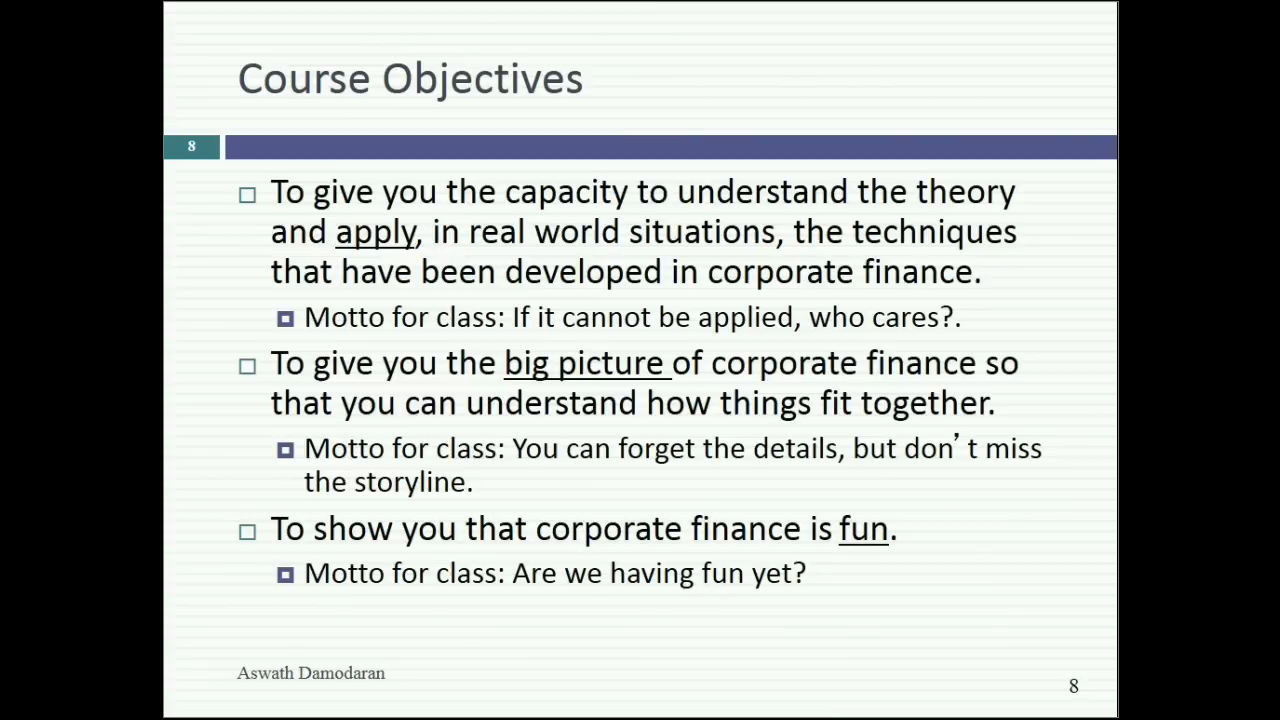 Course Objectives
8
To give you the capacity to understand the theory
and apply, in real world situations, the techniques
that have been developed in corporate finance.
Motto for class: If it cannot be applied, who cares?.
To give you the big picture of corporate finance so
that you can understand how things fit together.
Motto for class: You can forget the details, but don’t miss
the storyline.
To show you that corporate finance is fun.
Motto for class: Are we having fun yet?
Aswath Damodaran
8